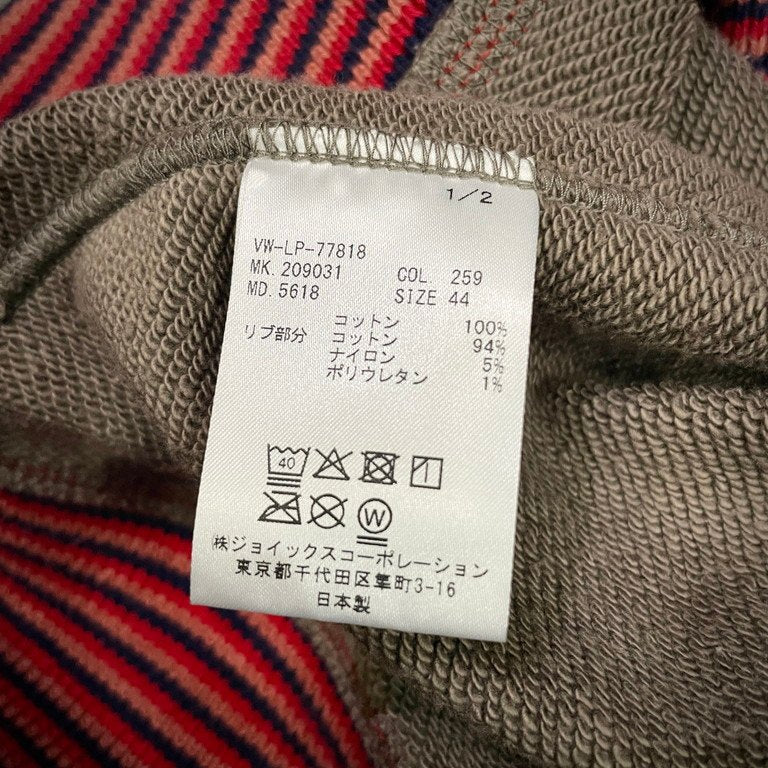 1/2
VW-LP-77818
MK. 209031 COL 259
MD. 5618 SIZE 44
コットン 100%
リブ部分 コットン 94%
ナイロン 5%
ポリウレタン 1%
40
W
㈱ジョイックスコーポレーション
東京都千代田区隼町3-16
日本製